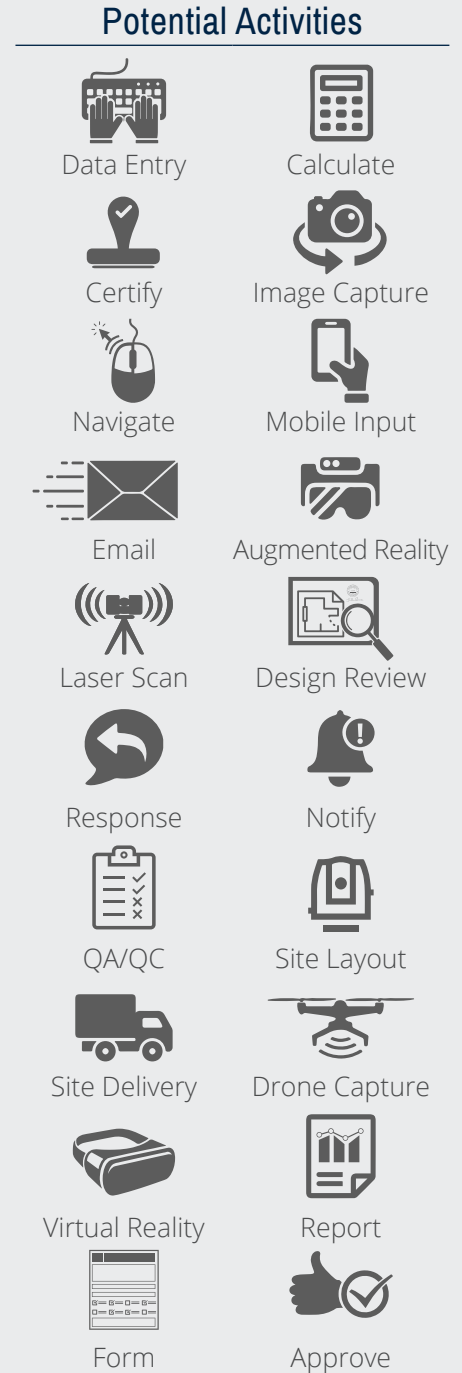 Potential Activities
Data Entry
Calculate
Certify
Image Capture
Navigate
Mobile Input
Email
Augmented Reality
Laser Scan
Design Review
Response
Notify
QA/QC
Site Layout
Site Delivery
Drone Capture
Virtual Reality
Report
Form
Approve